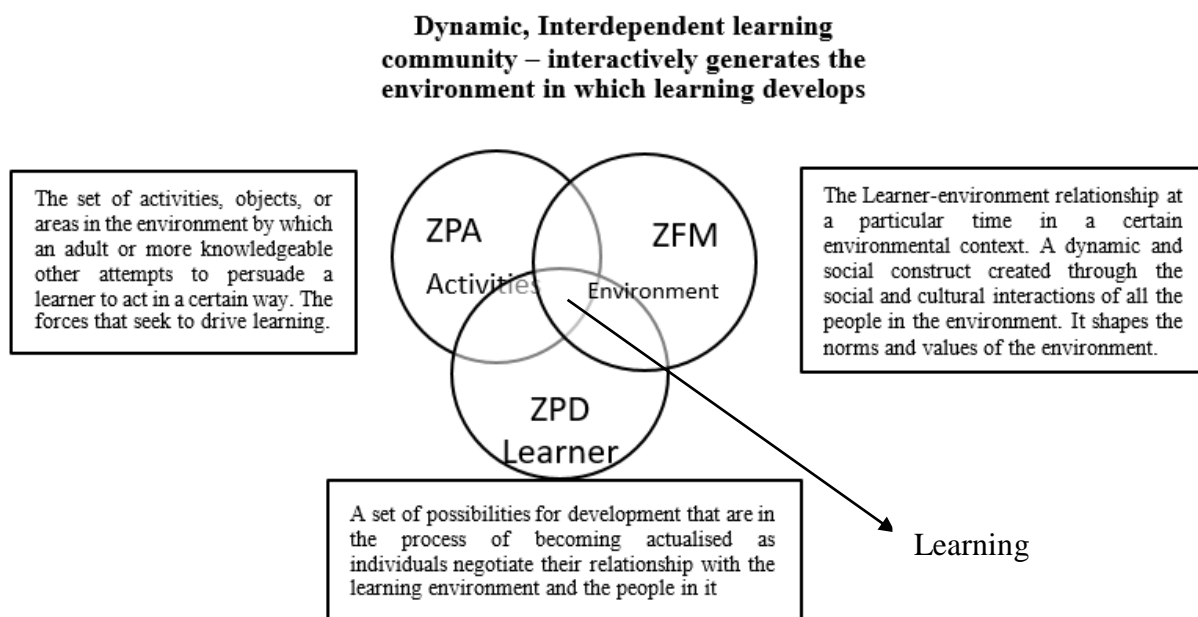 Dynamic, Interdependent learning
community – interactively generates the
environment in which learning develops
The set of activities, objects, or
areas in the environment by which
an adult or more knowledgeable
other attempts to persuade a
learner to act in a certain way. The
forces that seek to drive learning.
ZPA
Activities
ZFM
Environment
The Learner-environment relationship at
a particular time in a certain
environmental context. A dynamic and
social construct created through the
social and cultural interactions of all the
people in the environment. It shapes the
norms and values of the environment.
ZPD
Learner
A set of possibilities for development that are in
the process of becoming actualised as
individuals negotiate their relationship with the
learning environment and the people in it
Learning